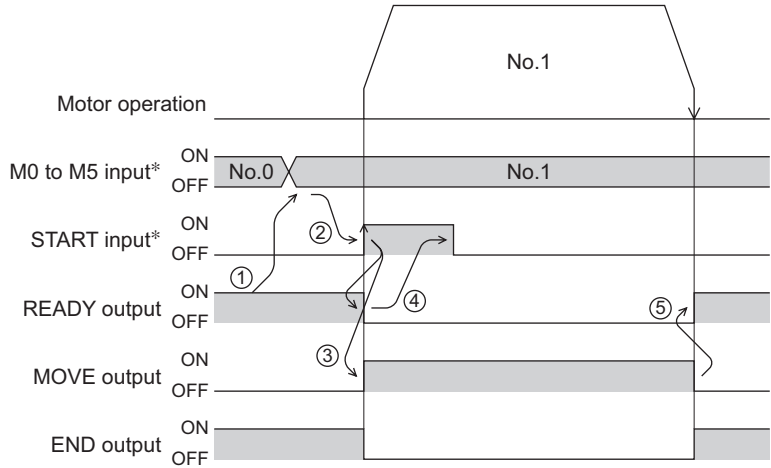 No.1
Motor operation
M0 to M5 input*
ON
OFF
No.0
No.1
START input*
ON
OFF
②
①
READY output
ON
OFF
④
⑤
③
MOVE output
ON
OFF
END output
ON
OFF